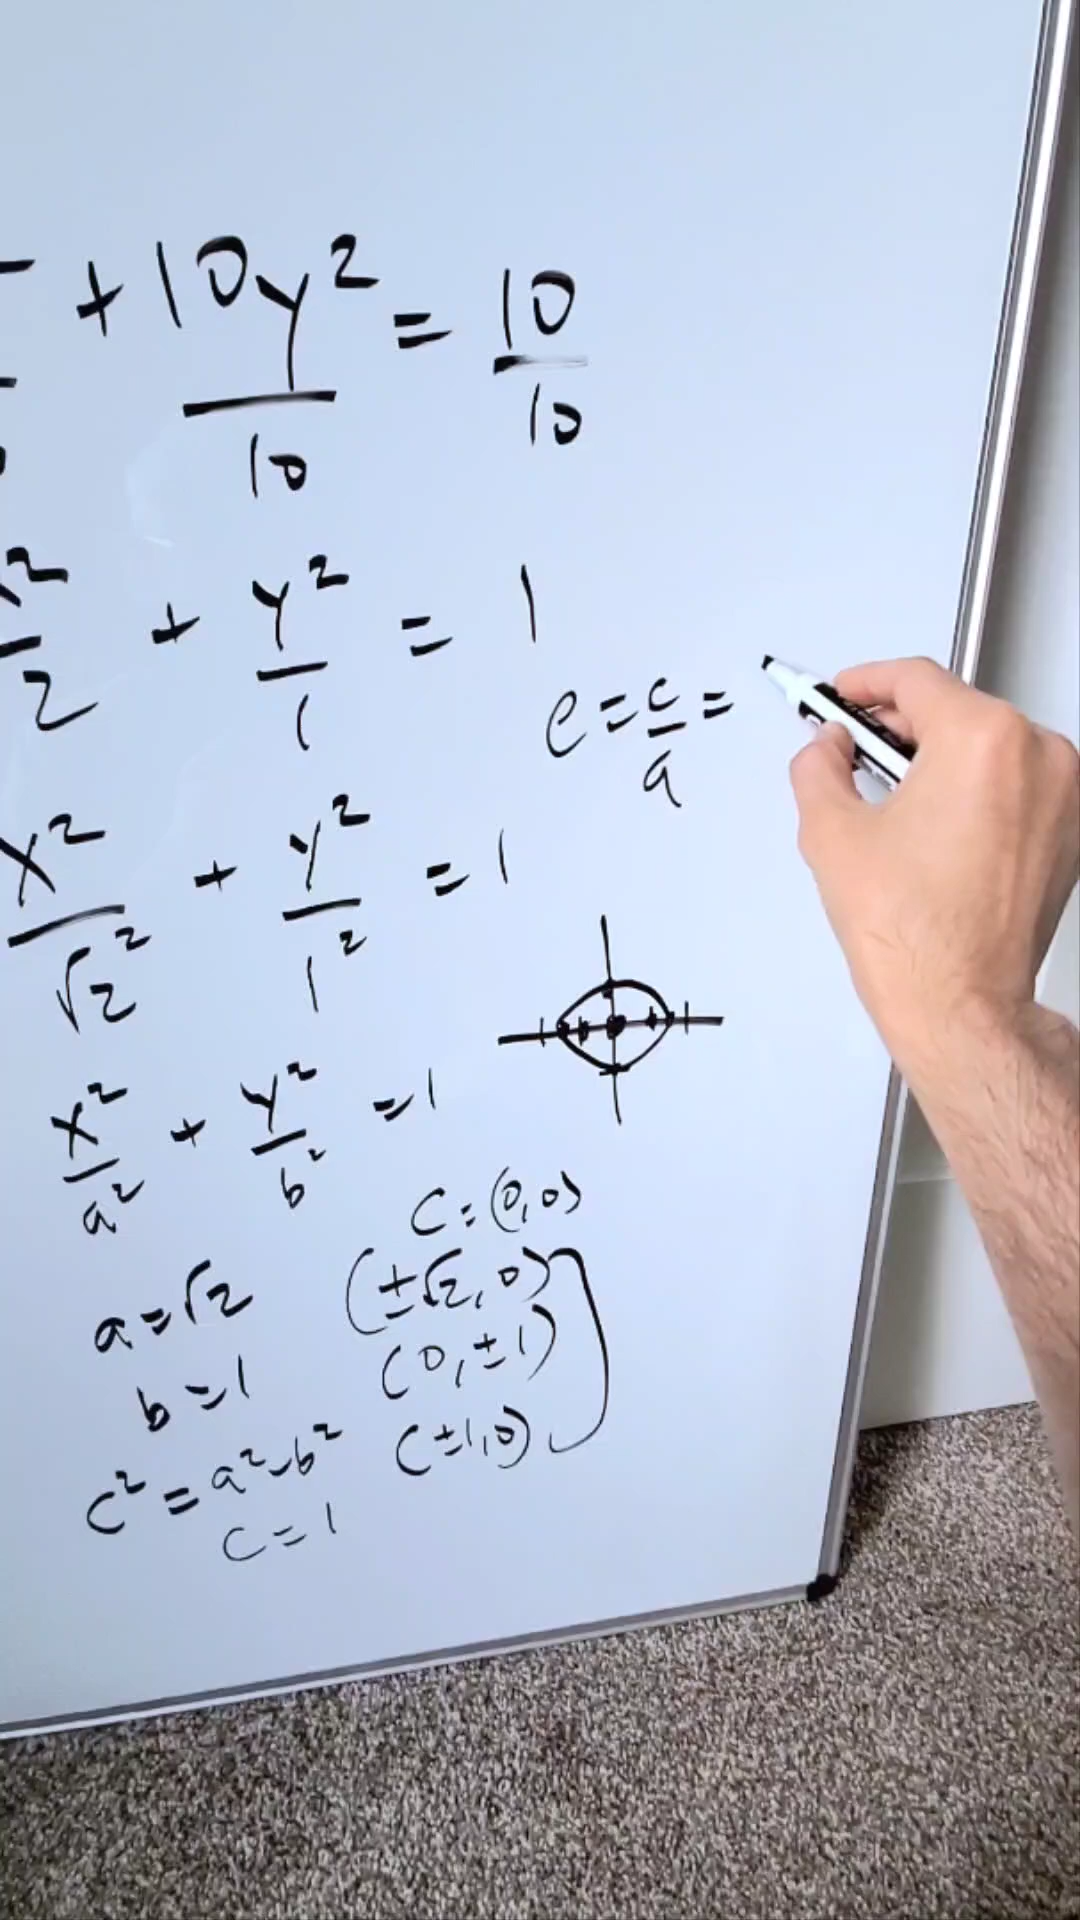 + 10y² = 10
10 10
² + y² = 1
2 1
e = c/a =
x² + y² = 1
√2² 1²
x² + y² = 1
a² b²
C = (0,0)
a = √2 (±√2, 0)
b = 1 (0, ±1)
c² = a² - b² (±1, 0)
c = 1